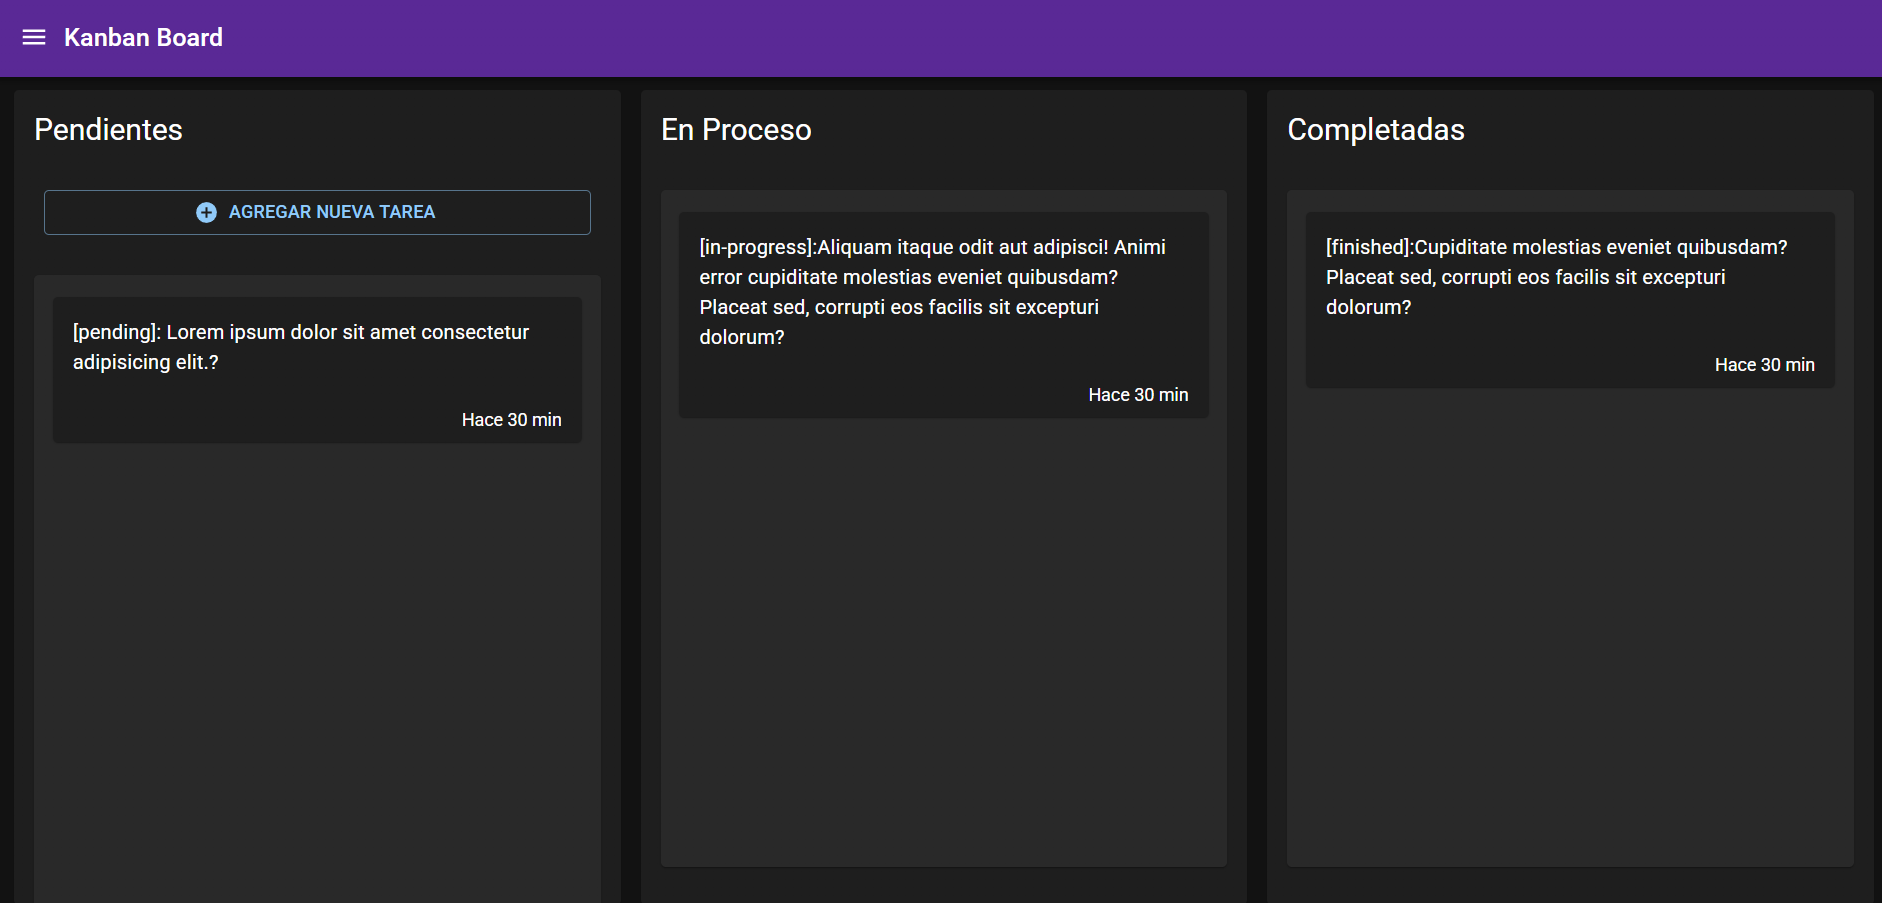 Kanban Board
Pendientes
AGREGAR NUEVA TAREA
[pending]: Lorem ipsum dolor sit amet consectetur
adipisicing elit.?
Hace 30 min
En Proceso
[in-progress]:Aliquam itaque odit aut adipisci! Animi
error cupiditate molestias eveniet quibusdam?
Placeat sed, corrupti eos facilis sit excepturi
dolorum?
Hace 30 min
Completadas
[finished]:Cupiditate molestias eveniet quibusdam?
Placeat sed, corrupti eos facilis sit excepturi
dolorum?
Hace 30 min